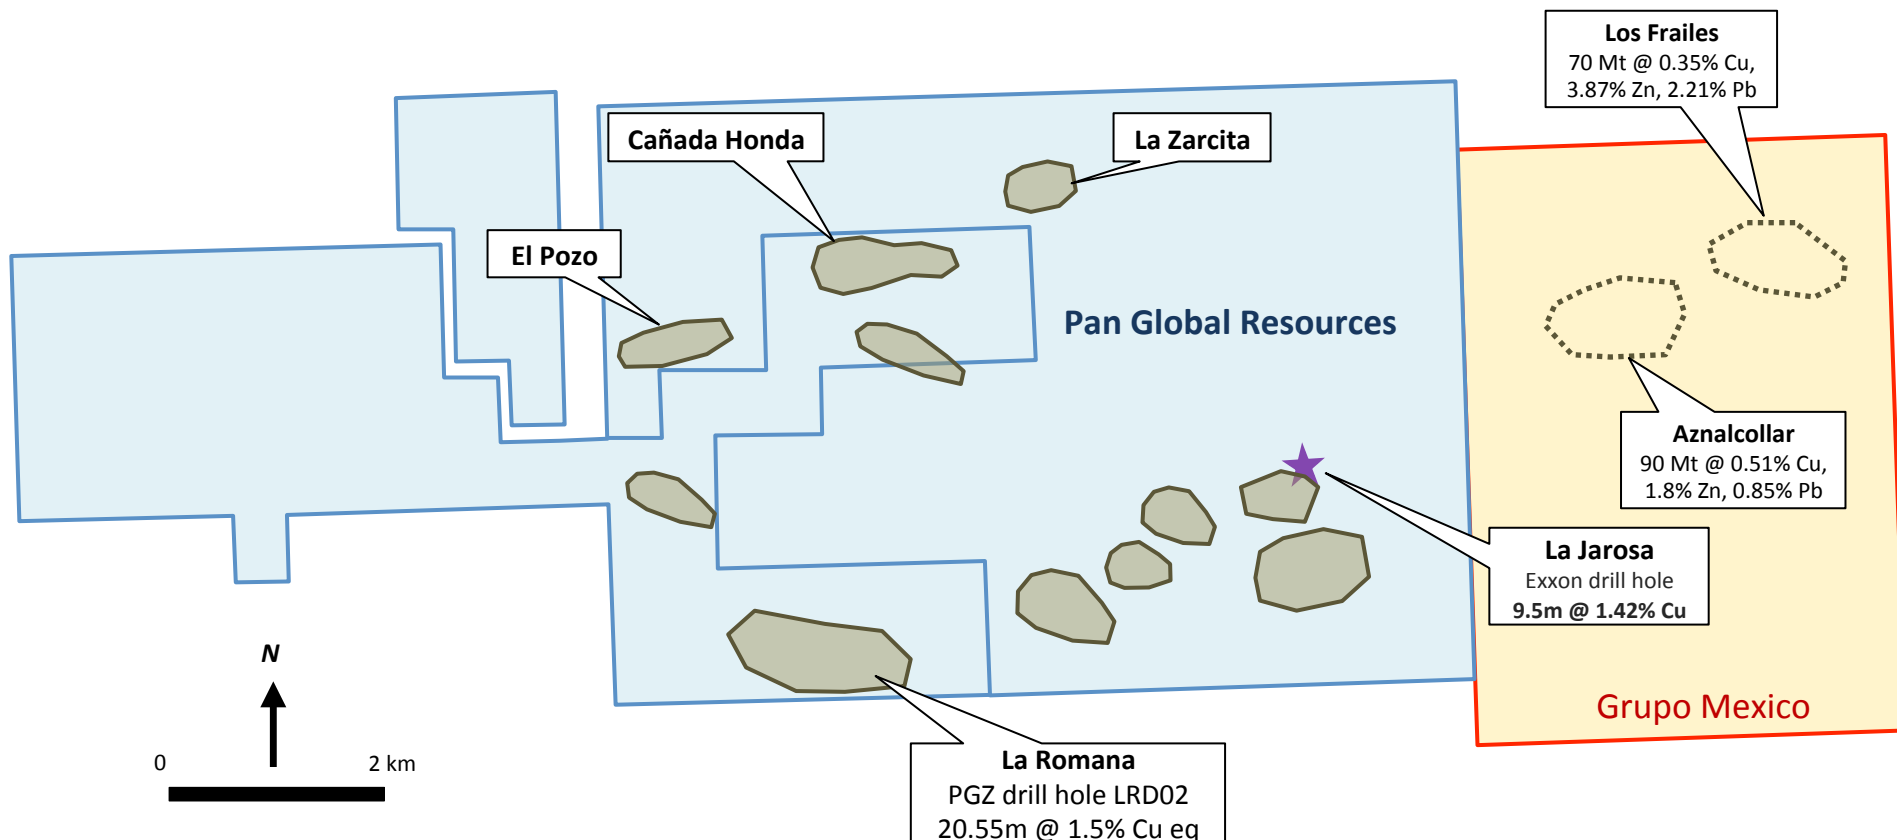 Los Frailes
70 Mt @ 0.35% Cu,
3.87% Zn, 2.21% Pb
Cañada Honda
La Zarcita
El Pozo
Pan Global Resources
Aznalcollar
90 Mt @ 0.51% Cu,
1.8% Zn, 0.85% Pb
La Jarosa
Exxon drill hole
9.5m @ 1.42% Cu
N
Grupo Mexico
0 2 km
La Romana
PGZ drill hole LRD02
20.55m @ 1.5% Cu eq